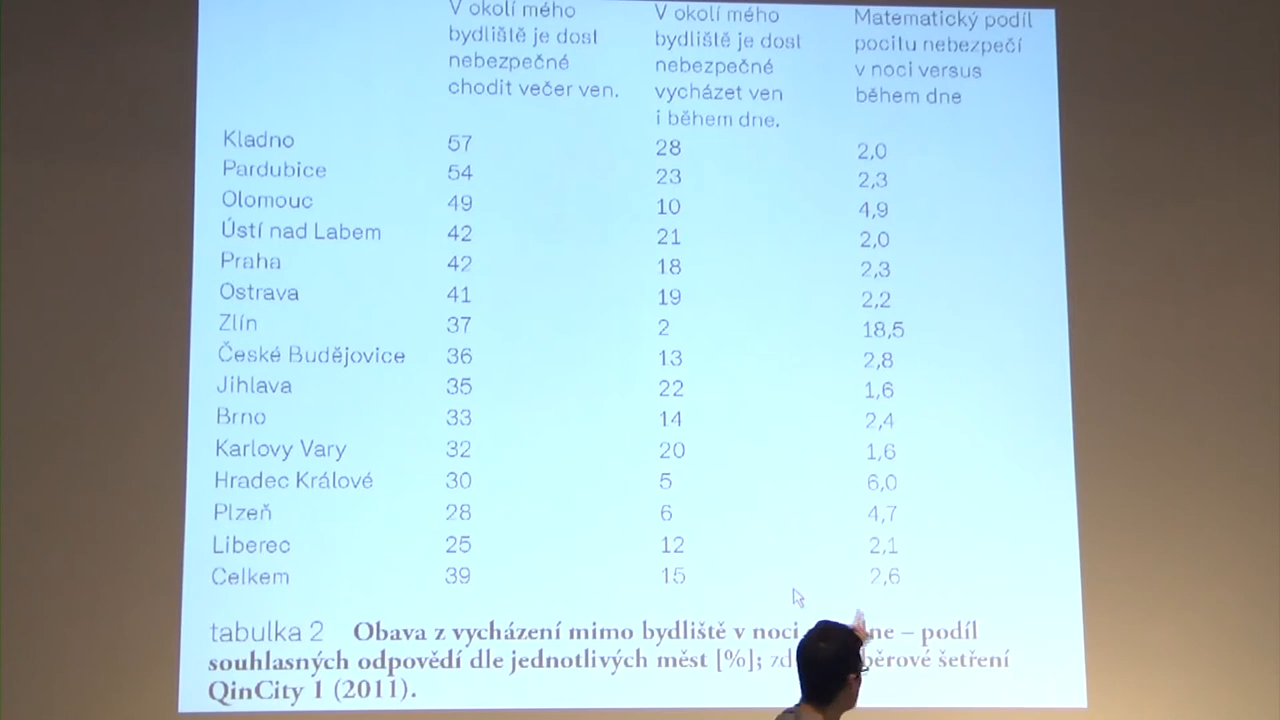 V okolí mého bydliště je dost nebezpečné chodit večer ven.
V okolí mého bydliště je dost nebezpečné vycházet ven i během dne.
Matematický podíl pocitu nebezpečí v noci versus během dne
Kladno 57 28 2,0
Pardubice 54 23 2,3
Olomouc 49 10 4,9
Ústí nad Labem 42 21 2,0
Praha 42 18 2,3
Ostrava 41 19 2,2
Zlín 37 2 18,5
České Budějovice 36 13 2,8
Jihlava 35 22 1,6
Brno 33 14 2,4
Karlovy Vary 32 20 1,6
Hradec Králové 30 5 6,0
Plzeň 28 6 4,7
Liberec 25 12 2,1
Celkem 39 15 2,6
tabulka 2 Obava z vycházení mimo bydliště v noci ne – podíl
souhlasných odpovědí dle jednotlivých měst [%]; šetření
QinCity 1 (2011).